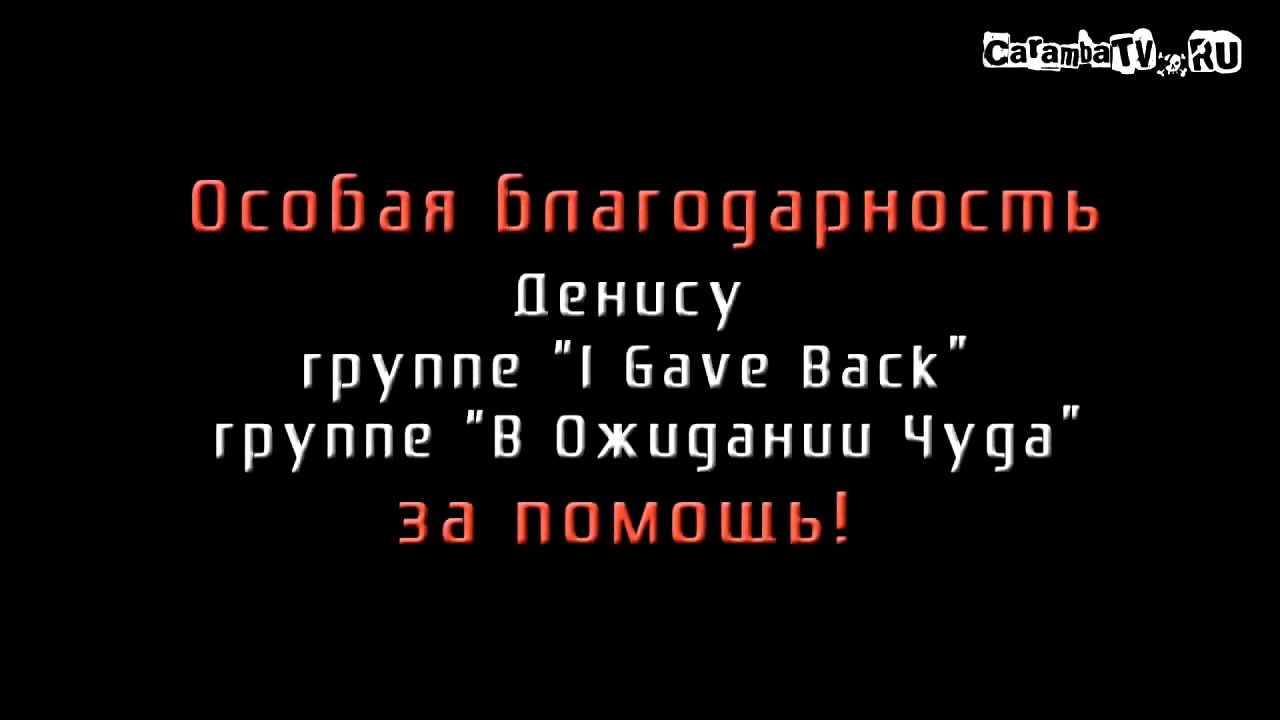 CarambaTV.RU
Особая благодарность
Денису
группе "I Gave Back"
группе "В Ожидании Чуда"
за помощь!